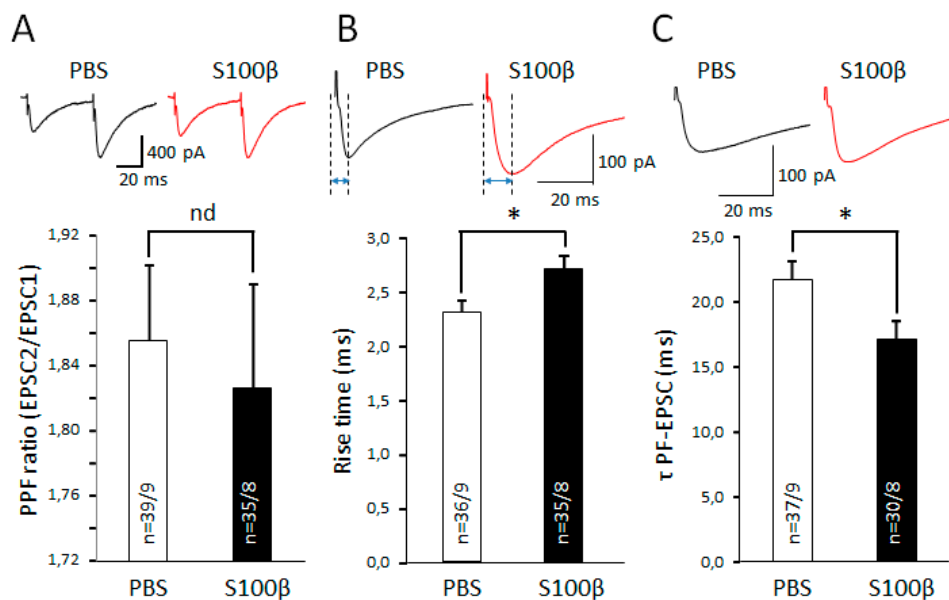 A
PBS
S100β
400 pA
20 ms
nd
1,92
1,88
1,84
1,80
1,76
1,72
PPF ratio (EPSC2/EPSC1)
n=39/9
n=35/8
PBS
S100β
B
PBS
S100β
100 pA
20 ms
*
3,0
2,5
2,0
1,5
1,0
0,5
0,0
Rise time (ms)
n=36/9
n=35/8
PBS
S100β
C
PBS
S100β
100 pA
20 ms
*
25,0
20,0
15,0
10,0
5,0
0,0
τ PF-EPSC (ms)
n=37/9
n=30/8
PBS
S100β